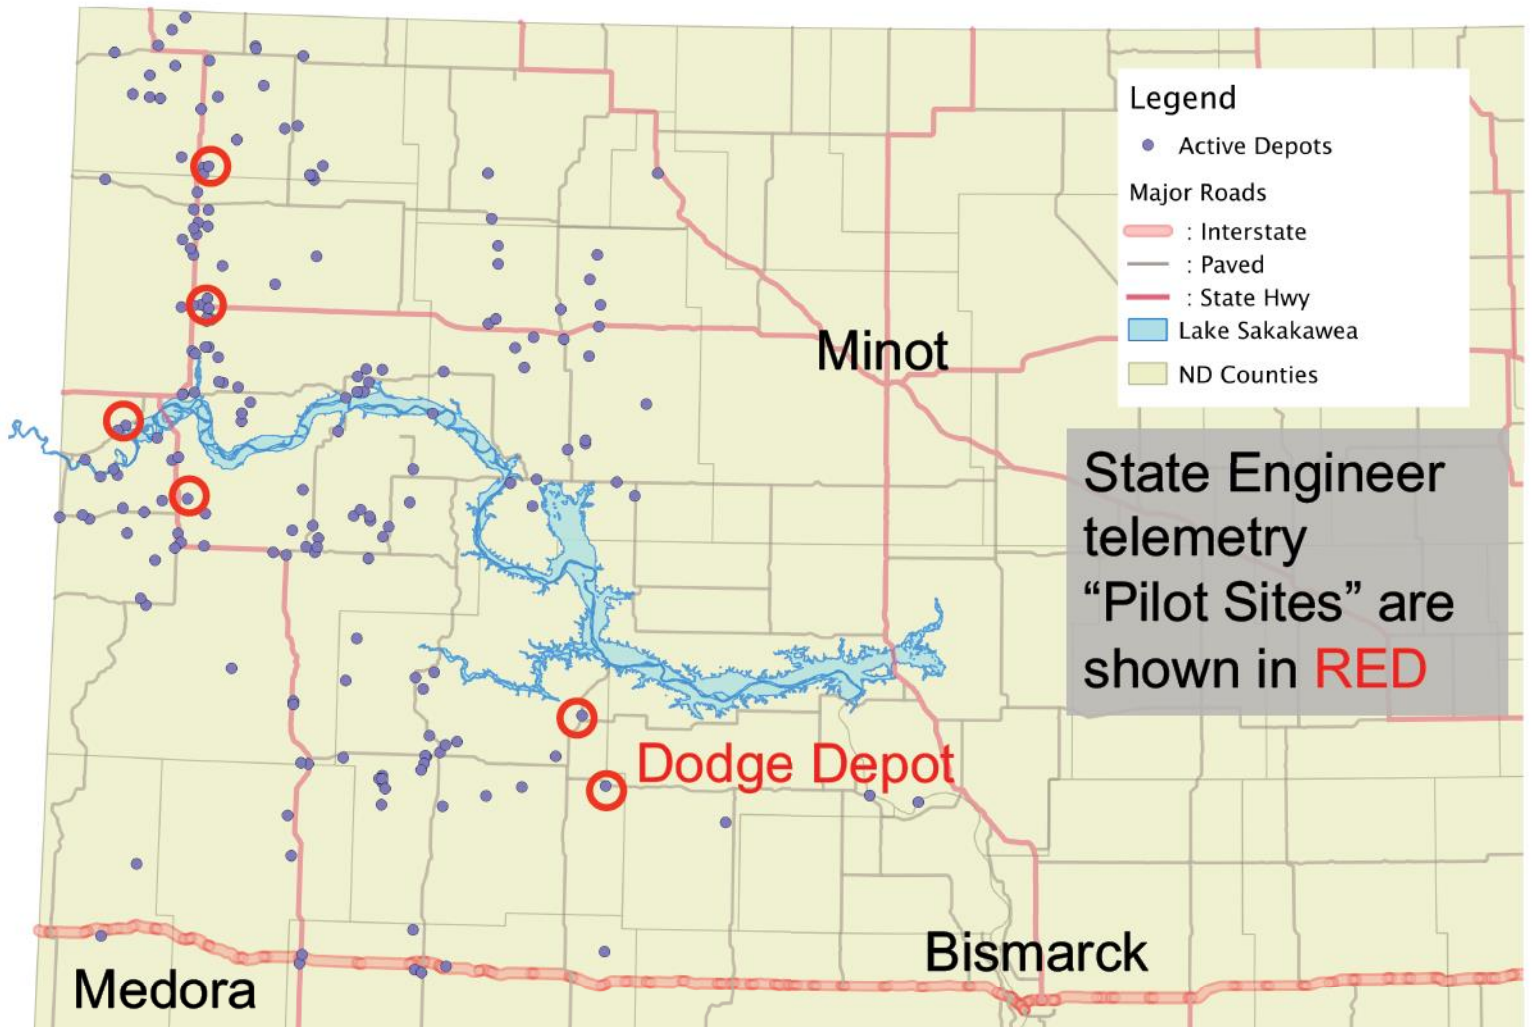 Legend
Active Depots
Major Roads
: Interstate
: Paved
: State Hwy
Lake Sakakawea
ND Counties
Minot
State Engineer
telemetry
“Pilot Sites” are
shown in RED
Dodge Depot
Bismarck
Medora